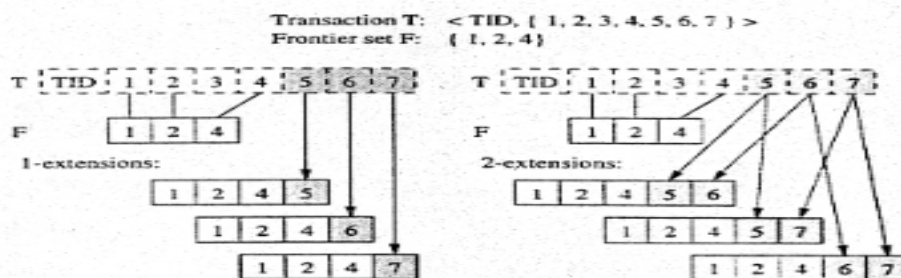 Transaction T: < TID, { 1, 2, 3, 4, 5, 6, 7 } >
Frontier set F: { 1, 2, 4}
T TID 1 2 3 4 5 6 7
F 1 2 4
1-extensions:
1 2 4 5
1 2 4 6
1 2 4 7
T TID 1 2 3 4 5 6 7
F 1 2 4
2-extensions:
1 2 4 5 6
1 2 4 5 7
1 2 4 6 7